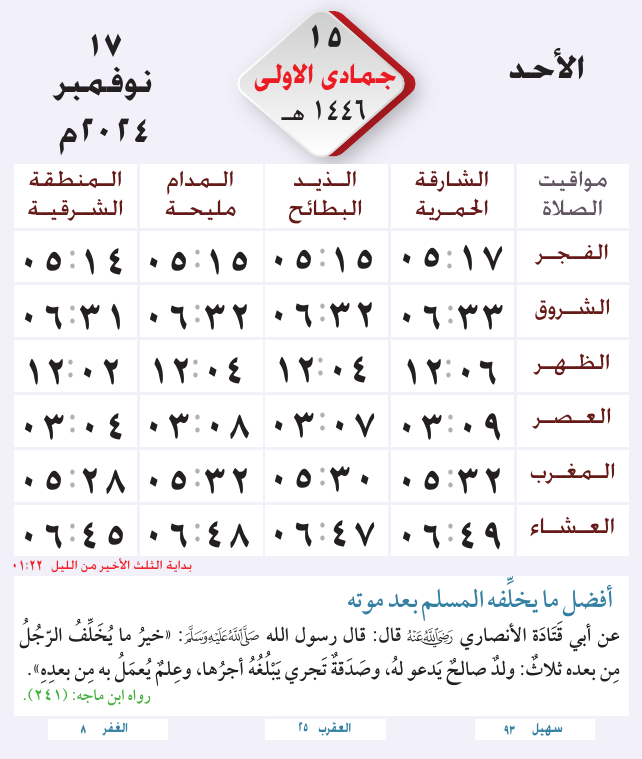 الأحد
١٥
جمادى الاولى
١٤٤٦ هـ
١٧
نوفمبر
٢٠٢٤م
مواقيت الصلاة | الشارقة الحمرية | الذيد البطائح | المدام مليحة | المنطقة الشرقية
الفجر ٠٥:١٧ ٠٥:١٥ ٠٥:١٥ ٠٥:١٤
الشروق ٠٦:٣٣ ٠٦:٣٢ ٠٦:٣٢ ٠٦:٣١
الظهر ١٢:٠٦ ١٢:٠٤ ١٢:٠٤ ١٢:٠٢
العصر ٠٣:٠٩ ٠٣:٠٧ ٠٣:٠٨ ٠٣:٠٤
المغرب ٠٥:٣٢ ٠٥:٣٠ ٠٥:٣٢ ٠٥:٢٨
العشاء ٠٦:٤٩ ٠٦:٤٧ ٠٦:٤٨ ٠٦:٤٥
بداية الثلث الأخير من الليل ٠١:٢٢
أفضل ما يخلِّفه المسلم بعد موته
عن أبي قَتَادَة الأنصاري رَضِيَ اللَّهُ عَنْهُ قال: قال رسول الله صَلَّى اللَّهُ عَلَيْهِ وَسَلَّمَ: «خيرُ ما يُخَلِّفُ الرّجُلُ
مِن بعده ثلاثٌ: ولدٌ صالحٌ يَدعو لهُ، وصَدقةٌ تَجري يَبْلُغُهُ أجرُها، وعِلمٌ يُعمَلُ به مِن بعدِهِ».
رواه ابن ماجه: (٢٤١).
سهيل ٩٣
العقرب ٢٥
الغفر ٨